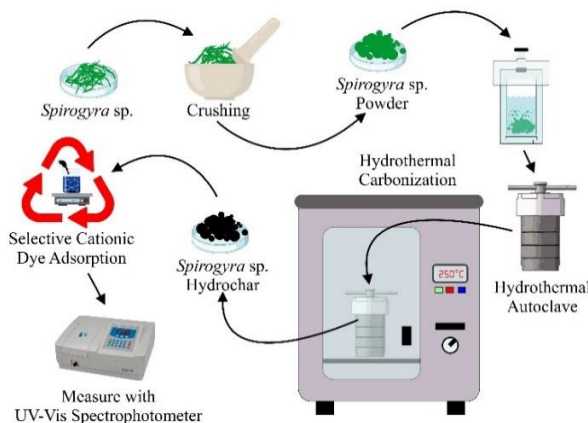 Spirogyra sp.
Crushing
Spirogyra sp.
Powder
Hydrothermal
Autoclave
Hydrothermal
Carbonization
250°C
Spirogyra sp.
Hydrochar
Selective Cationic
Dye Adsorption
Measure with
UV-Vis Spectrophotometer